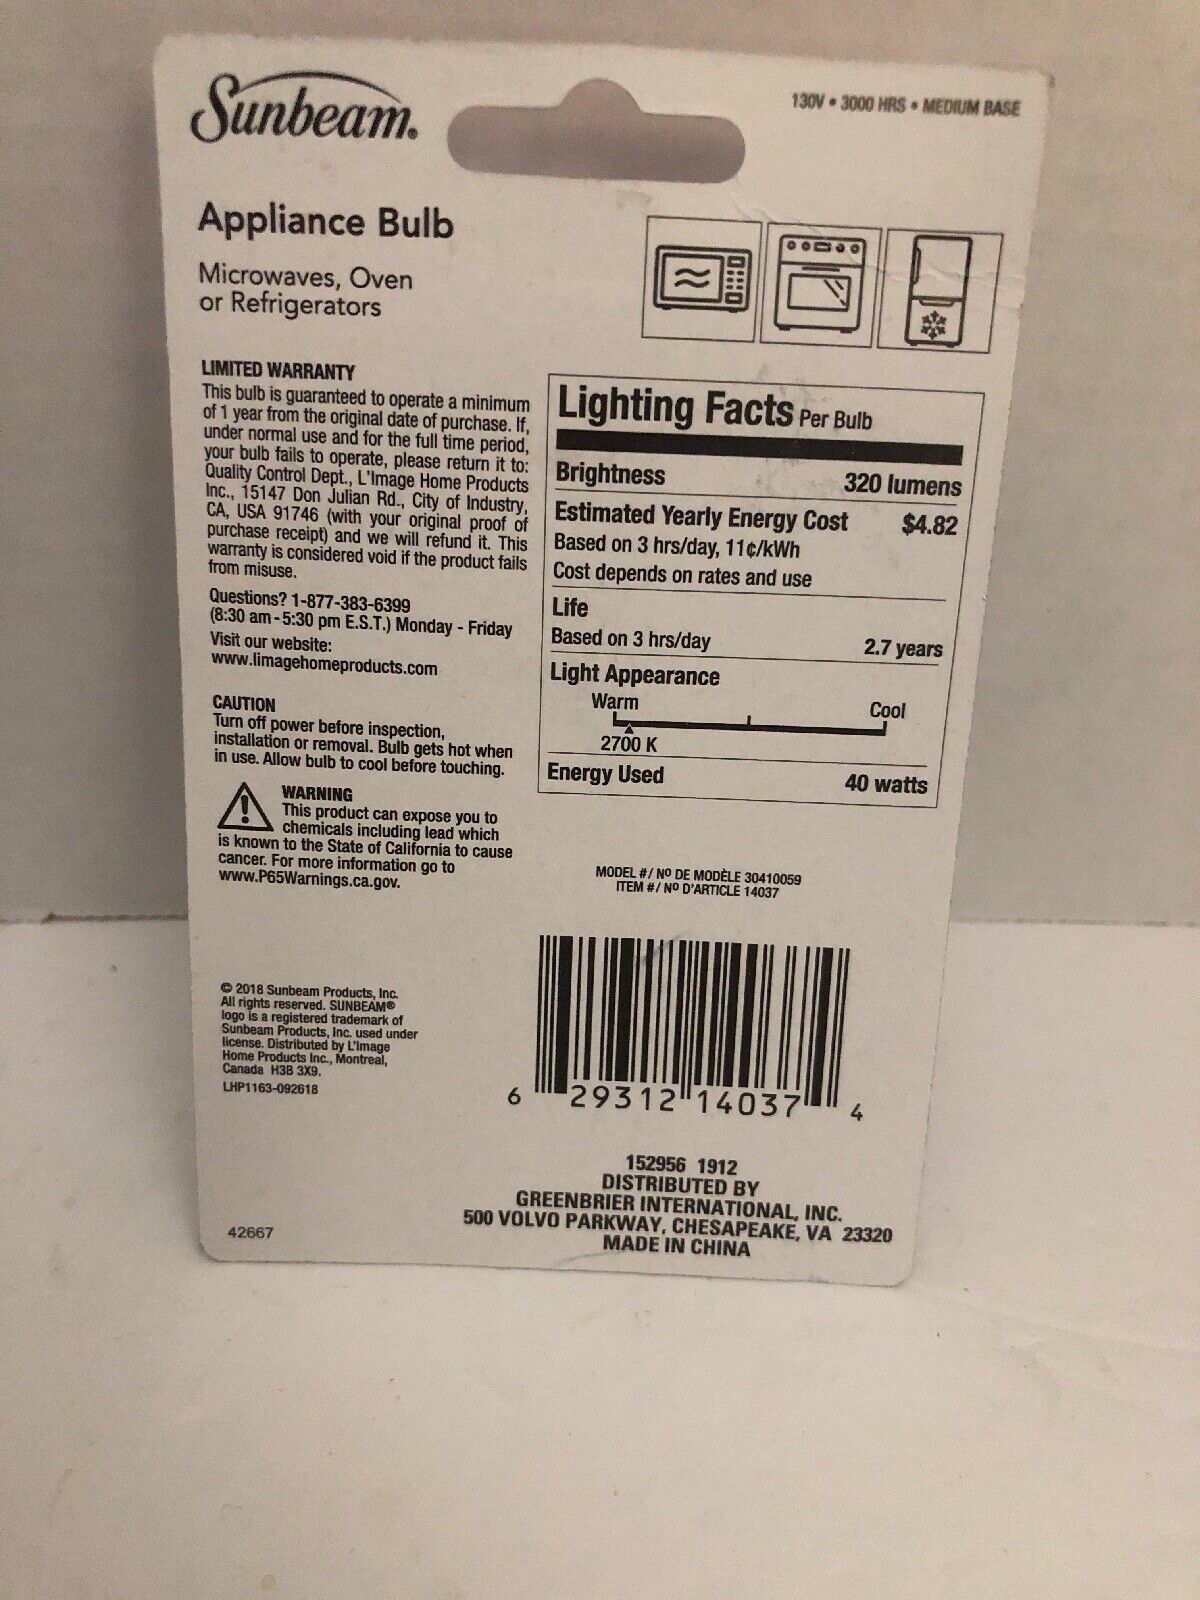 Sunbeam®
130V • 3000 HRS • MEDIUM BASE
Appliance Bulb
Microwaves, Oven
or Refrigerators
LIMITED WARRANTY
This bulb is guaranteed to operate a minimum
of 1 year from the original date of purchase. If,
under normal use and for the full time period,
your bulb fails to operate, please return it to:
Quality Control Dept., L'Image Home Products
Inc., 15147 Don Julian Rd., City of Industry,
CA, USA 91746 (with your original proof of
purchase receipt) and we will refund it. This
warranty is considered void if the product fails
from misuse.
Questions? 1-877-383-6399
(8:30 am - 5:30 pm E.S.T.) Monday - Friday
Visit our website:
www.limagehomeproducts.com
CAUTION
Turn off power before inspection,
installation or removal. Bulb gets hot when
in use. Allow bulb to cool before touching.
WARNING
This product can expose you to
chemicals including lead which
is known to the State of California to cause
cancer. For more information go to
www.P65Warnings.ca.gov.
Lighting Facts Per Bulb
Brightness 320 lumens
Estimated Yearly Energy Cost $4.82
Based on 3 hrs/day, 11¢/kWh
Cost depends on rates and use
Life
Based on 3 hrs/day 2.7 years
Light Appearance
Warm Cool
2700 K
Energy Used 40 watts
MODEL # / Nº DE MODÈLE 30410059
ITEM # / Nº D'ARTICLE 14037
© 2018 Sunbeam Products, Inc.
All rights reserved. SUNBEAM®
logo is a registered trademark of
Sunbeam Products, Inc. used under
license. Distributed by L'Image
Home Products Inc., Montreal,
Canada H3B 3X9.
LHP1163-092618
6 29312 14037 4
152956 1912
DISTRIBUTED BY
GREENBRIER INTERNATIONAL, INC.
500 VOLVO PARKWAY, CHESAPEAKE, VA 23320
MADE IN CHINA
42667